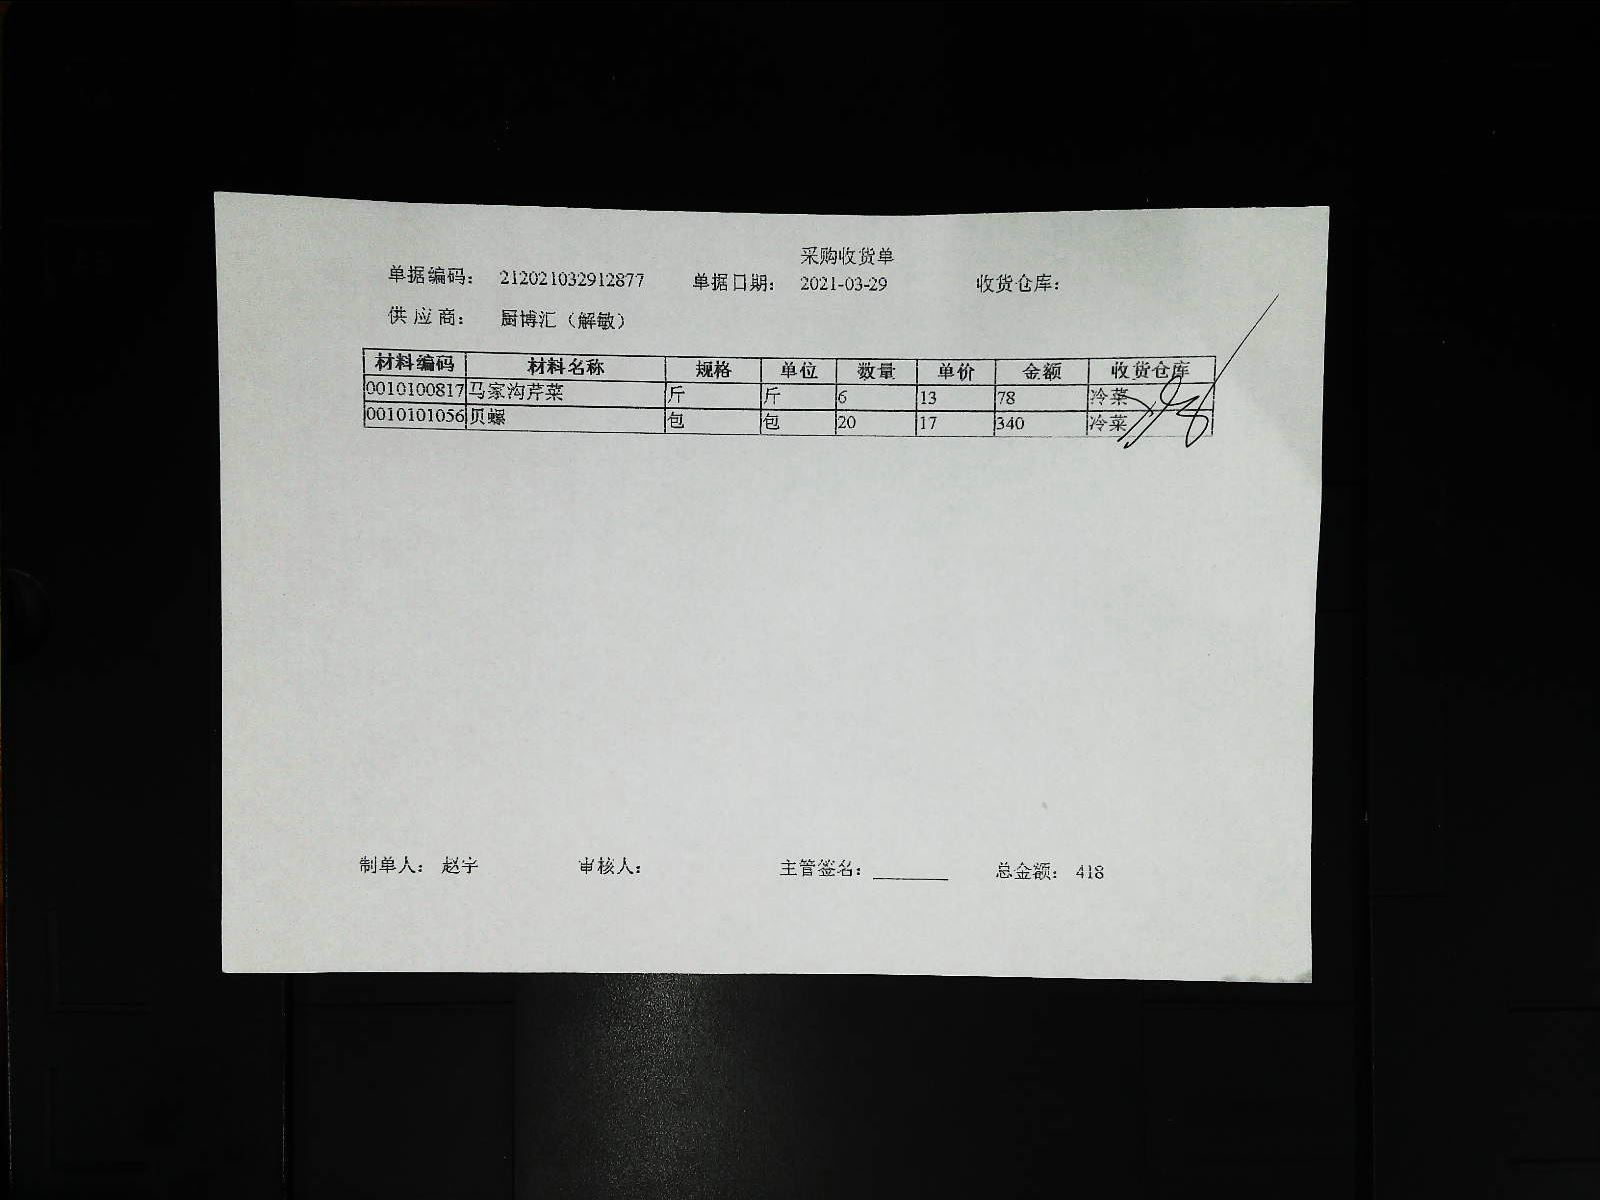 采购收货单
单据编码： 212021032912877 单据日期： 2021-03-29 收货仓库：
供 应 商： 厨博汇（解敏）
材料编码 材料名称 规格 单位 数量 单价 金额 收货仓库
0010100817 马家沟芹菜 斤 斤 6 13 78 冷菜
0010101056 贝螺 包 包 20 17 340 冷菜
制单人： 赵宇 审核人： 主管签名： 总金额： 418